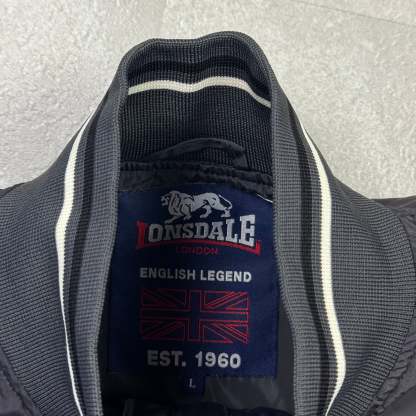 LONSDALE
LONDON
ENGLISH LEGEND
EST. 1960
L